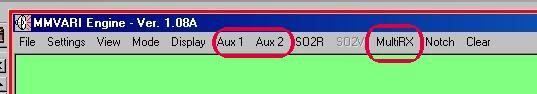 MMVARI Engine - Ver. 1.08A
File Settings View Mode Display Aux 1 Aux 2 SO2R SO2V MultiRX Notch Clear